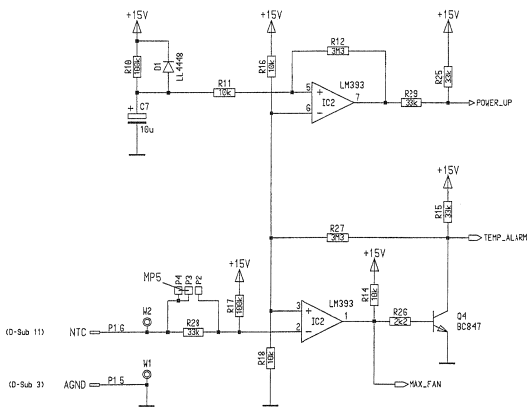 +15V
+15V
+15V
R18
100k
D1
LL4448
R16
10k
R12
3M3
R25
33k
R11
10k
5
6
7
LM393
IC2
R29
33k
POWER_UP
+
C7
10u
+15V
R15
33k
R27
3M3
TEMP_ALARM
+15V
+15V
MP5
P4
P3
P2
R17
100k
LM393
R14
10k
3
2
1
IC2
R26
2k2
Q4
BC847
W2
R28
33k
(D-Sub 11) NTC P1.6
R18
10k
W1
(D-Sub 3) AGND P1.5
MAX_FAN